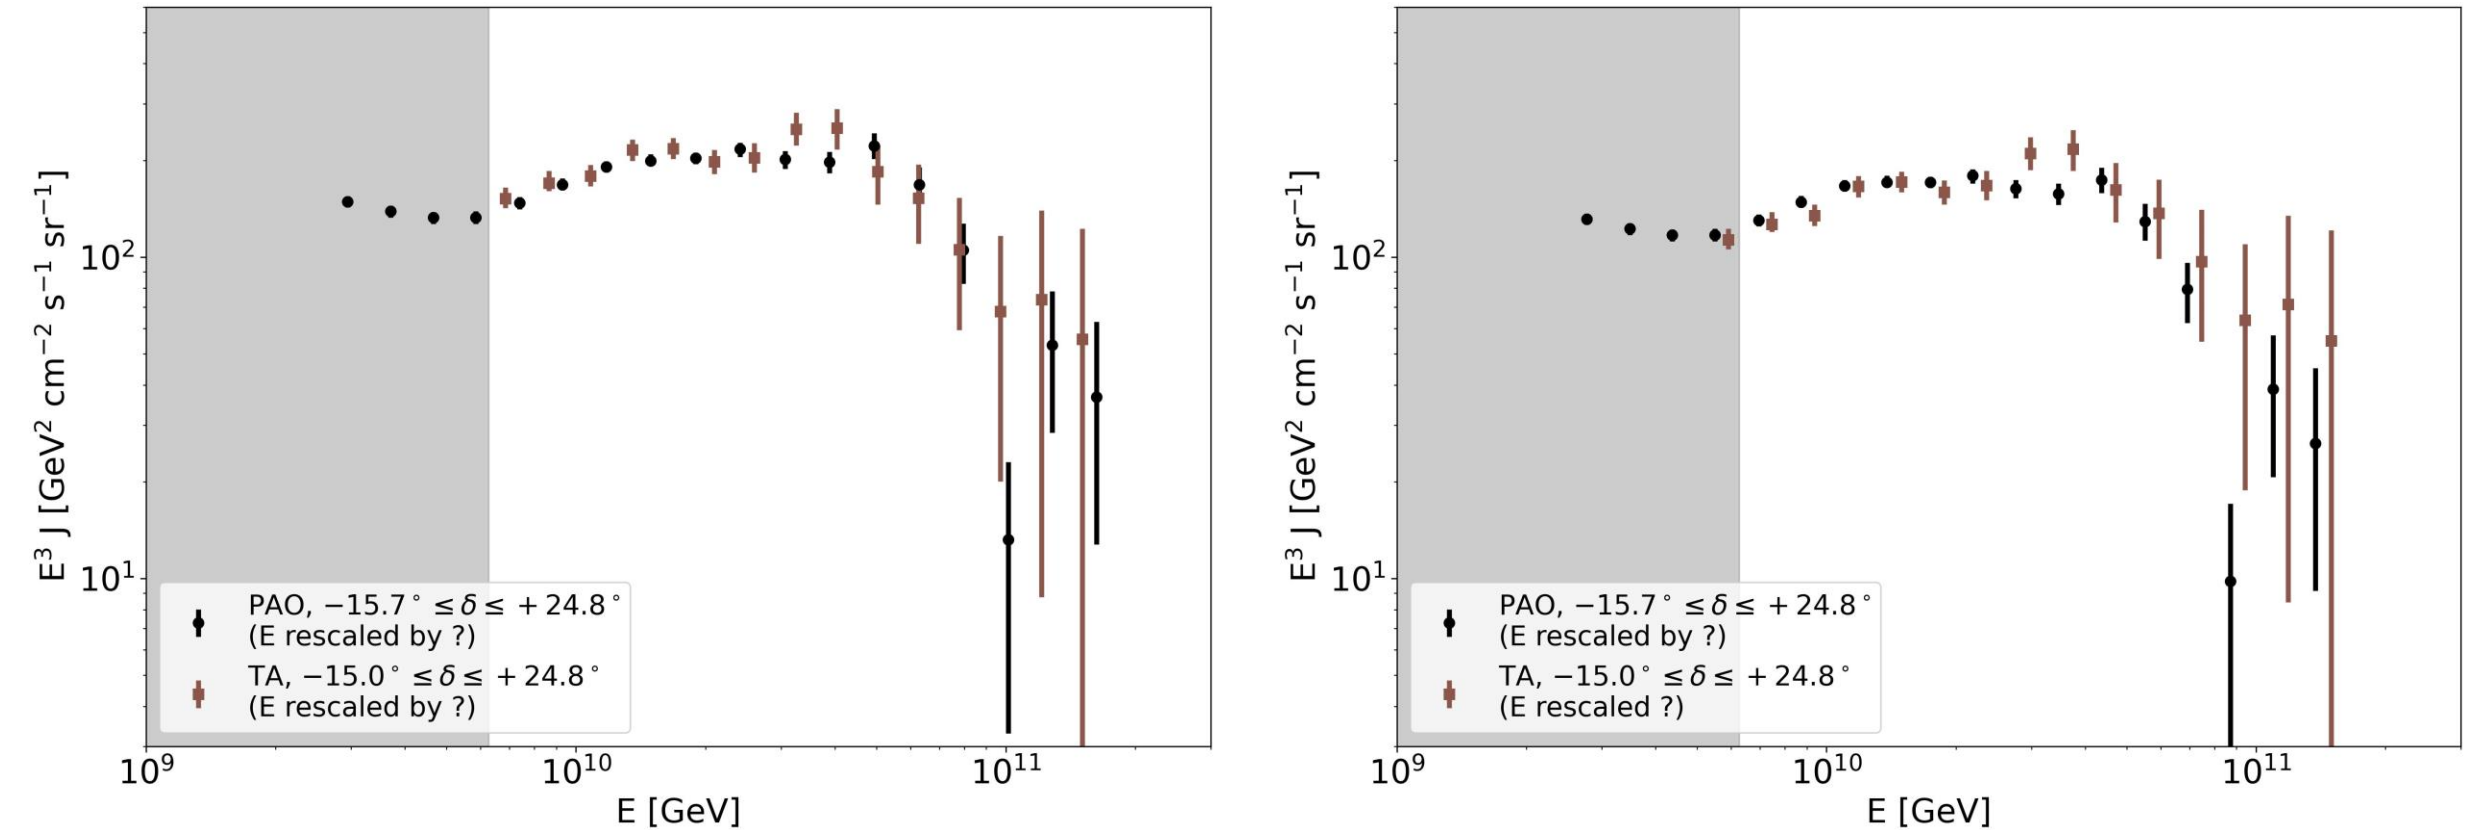 E³ J [GeV² cm⁻² s⁻¹ sr⁻¹]
10²
10¹
PAO, −15.7° ≤ δ ≤ +24.8°
(E rescaled by ?)
TA, −15.0° ≤ δ ≤ +24.8°
(E rescaled by ?)
10⁹ 10¹⁰ 10¹¹
E [GeV]
E³ J [GeV² cm⁻² s⁻¹ sr⁻¹]
10²
10¹
PAO, −15.7° ≤ δ ≤ +24.8°
(E rescaled by ?)
TA, −15.0° ≤ δ ≤ +24.8°
(E rescaled ?)
10⁹ 10¹⁰ 10¹¹
E [GeV]